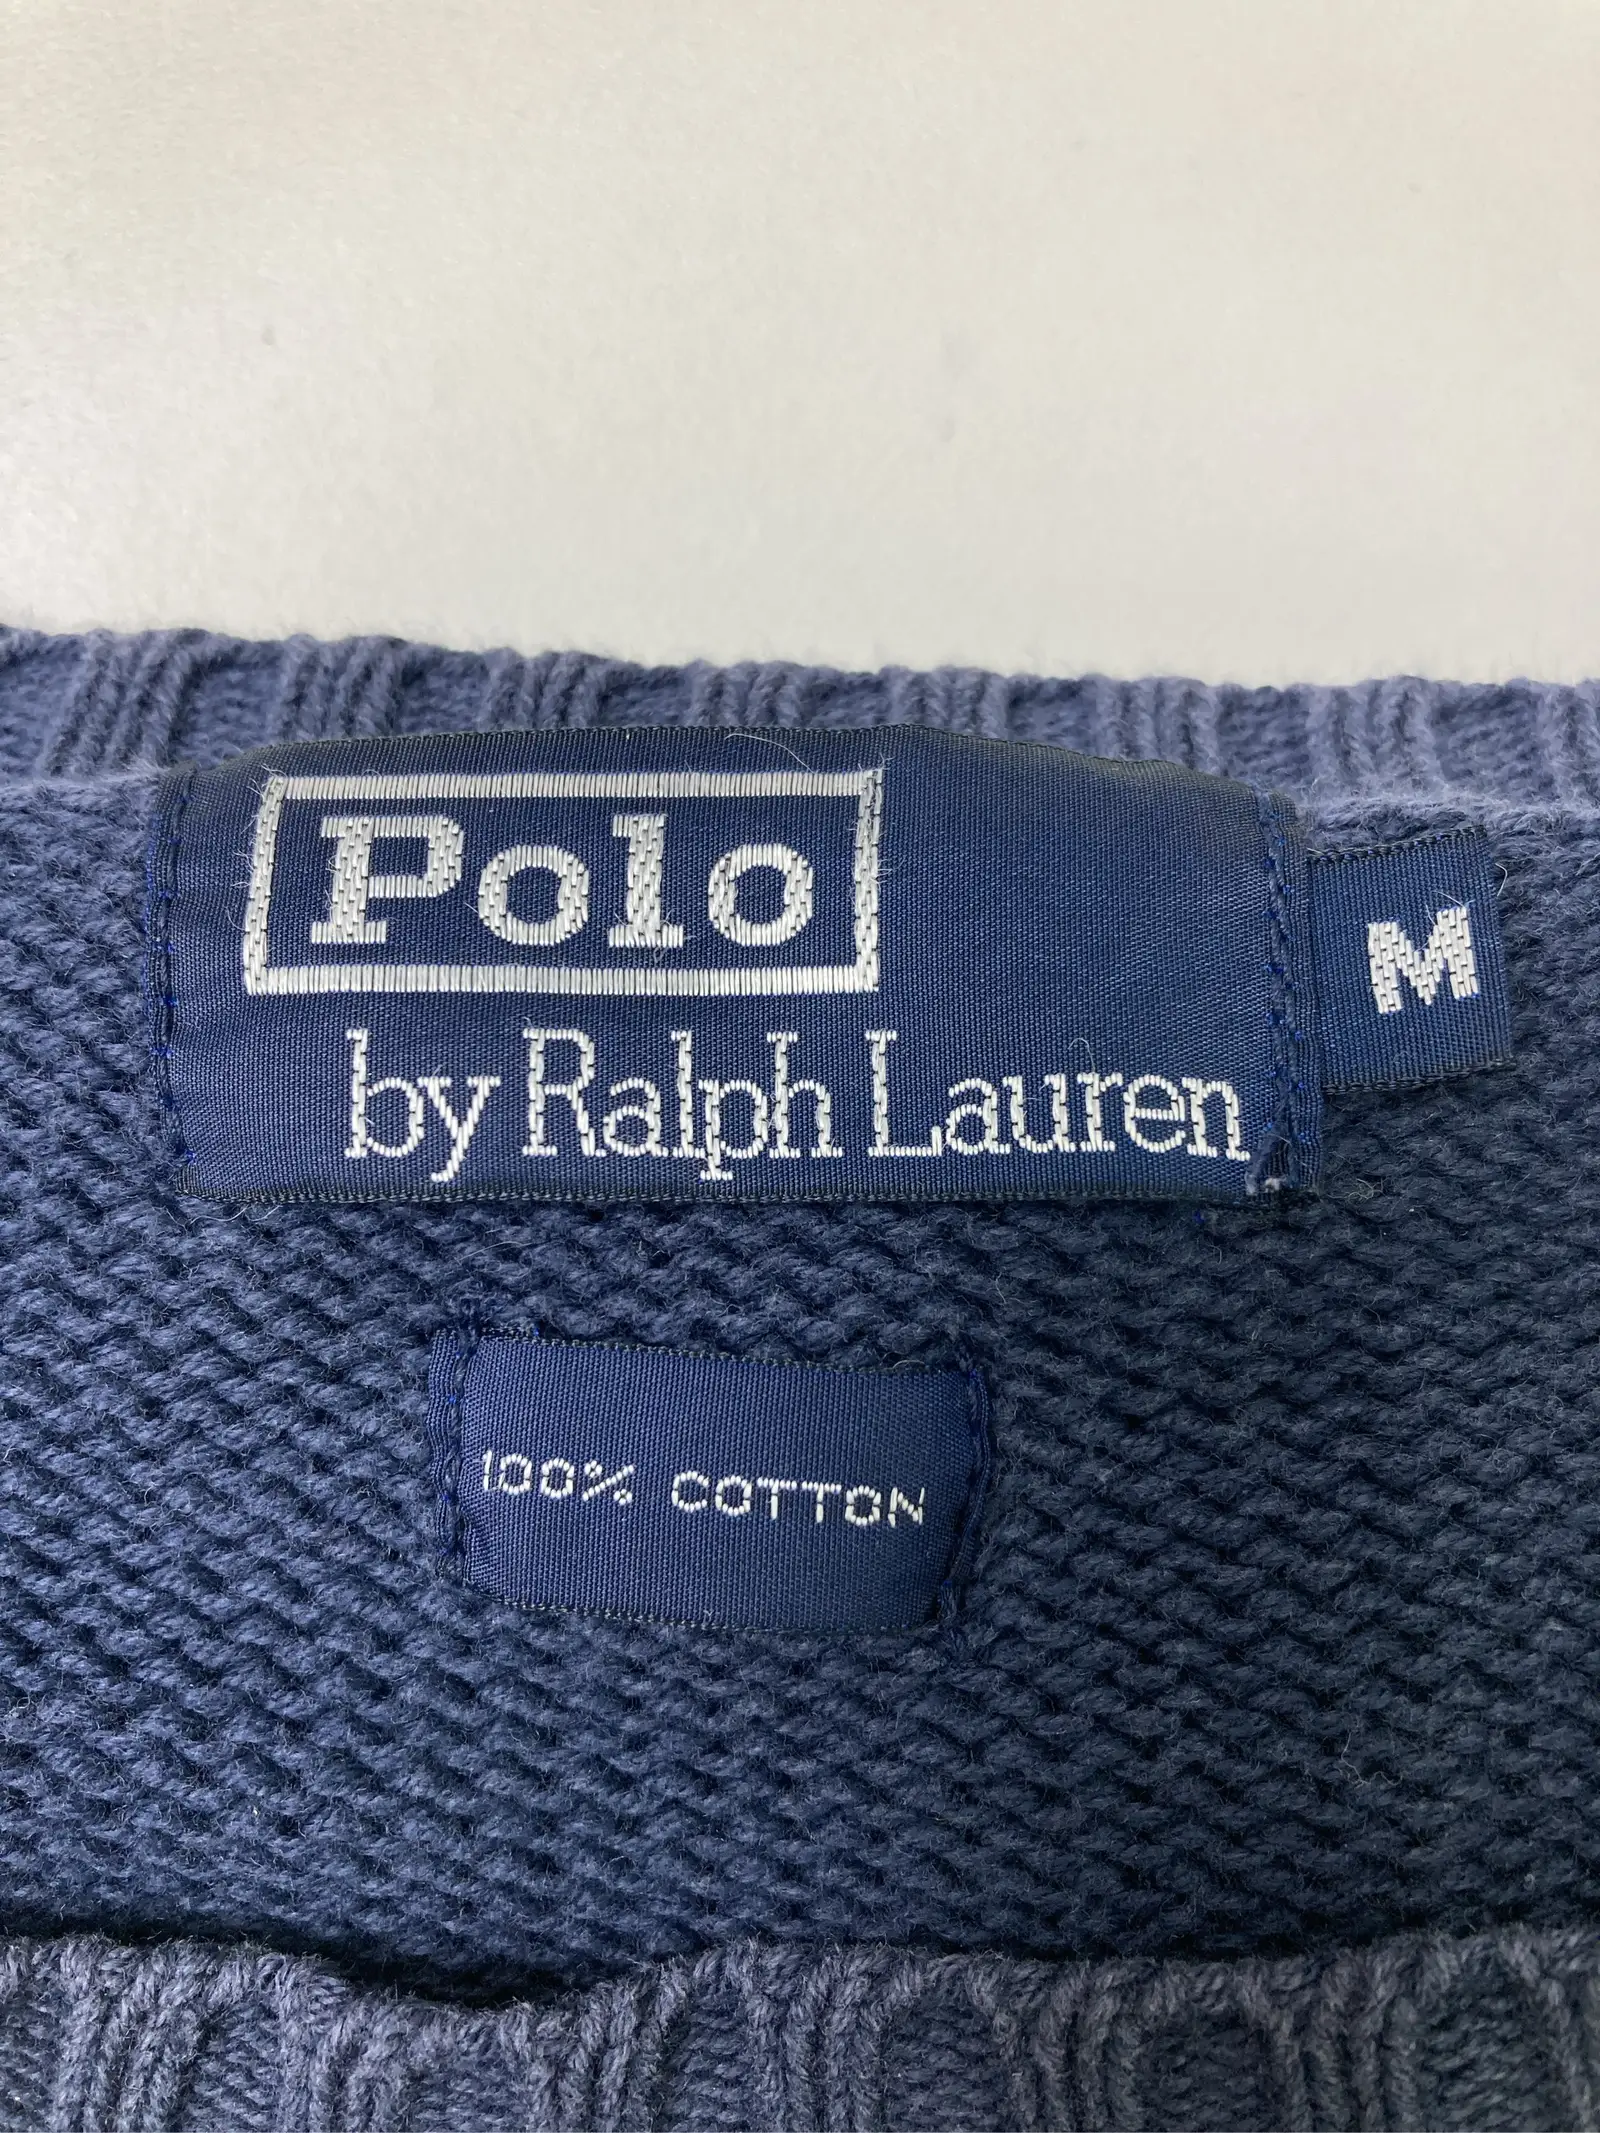 Polo
by Ralph Lauren
M
100% COTTON